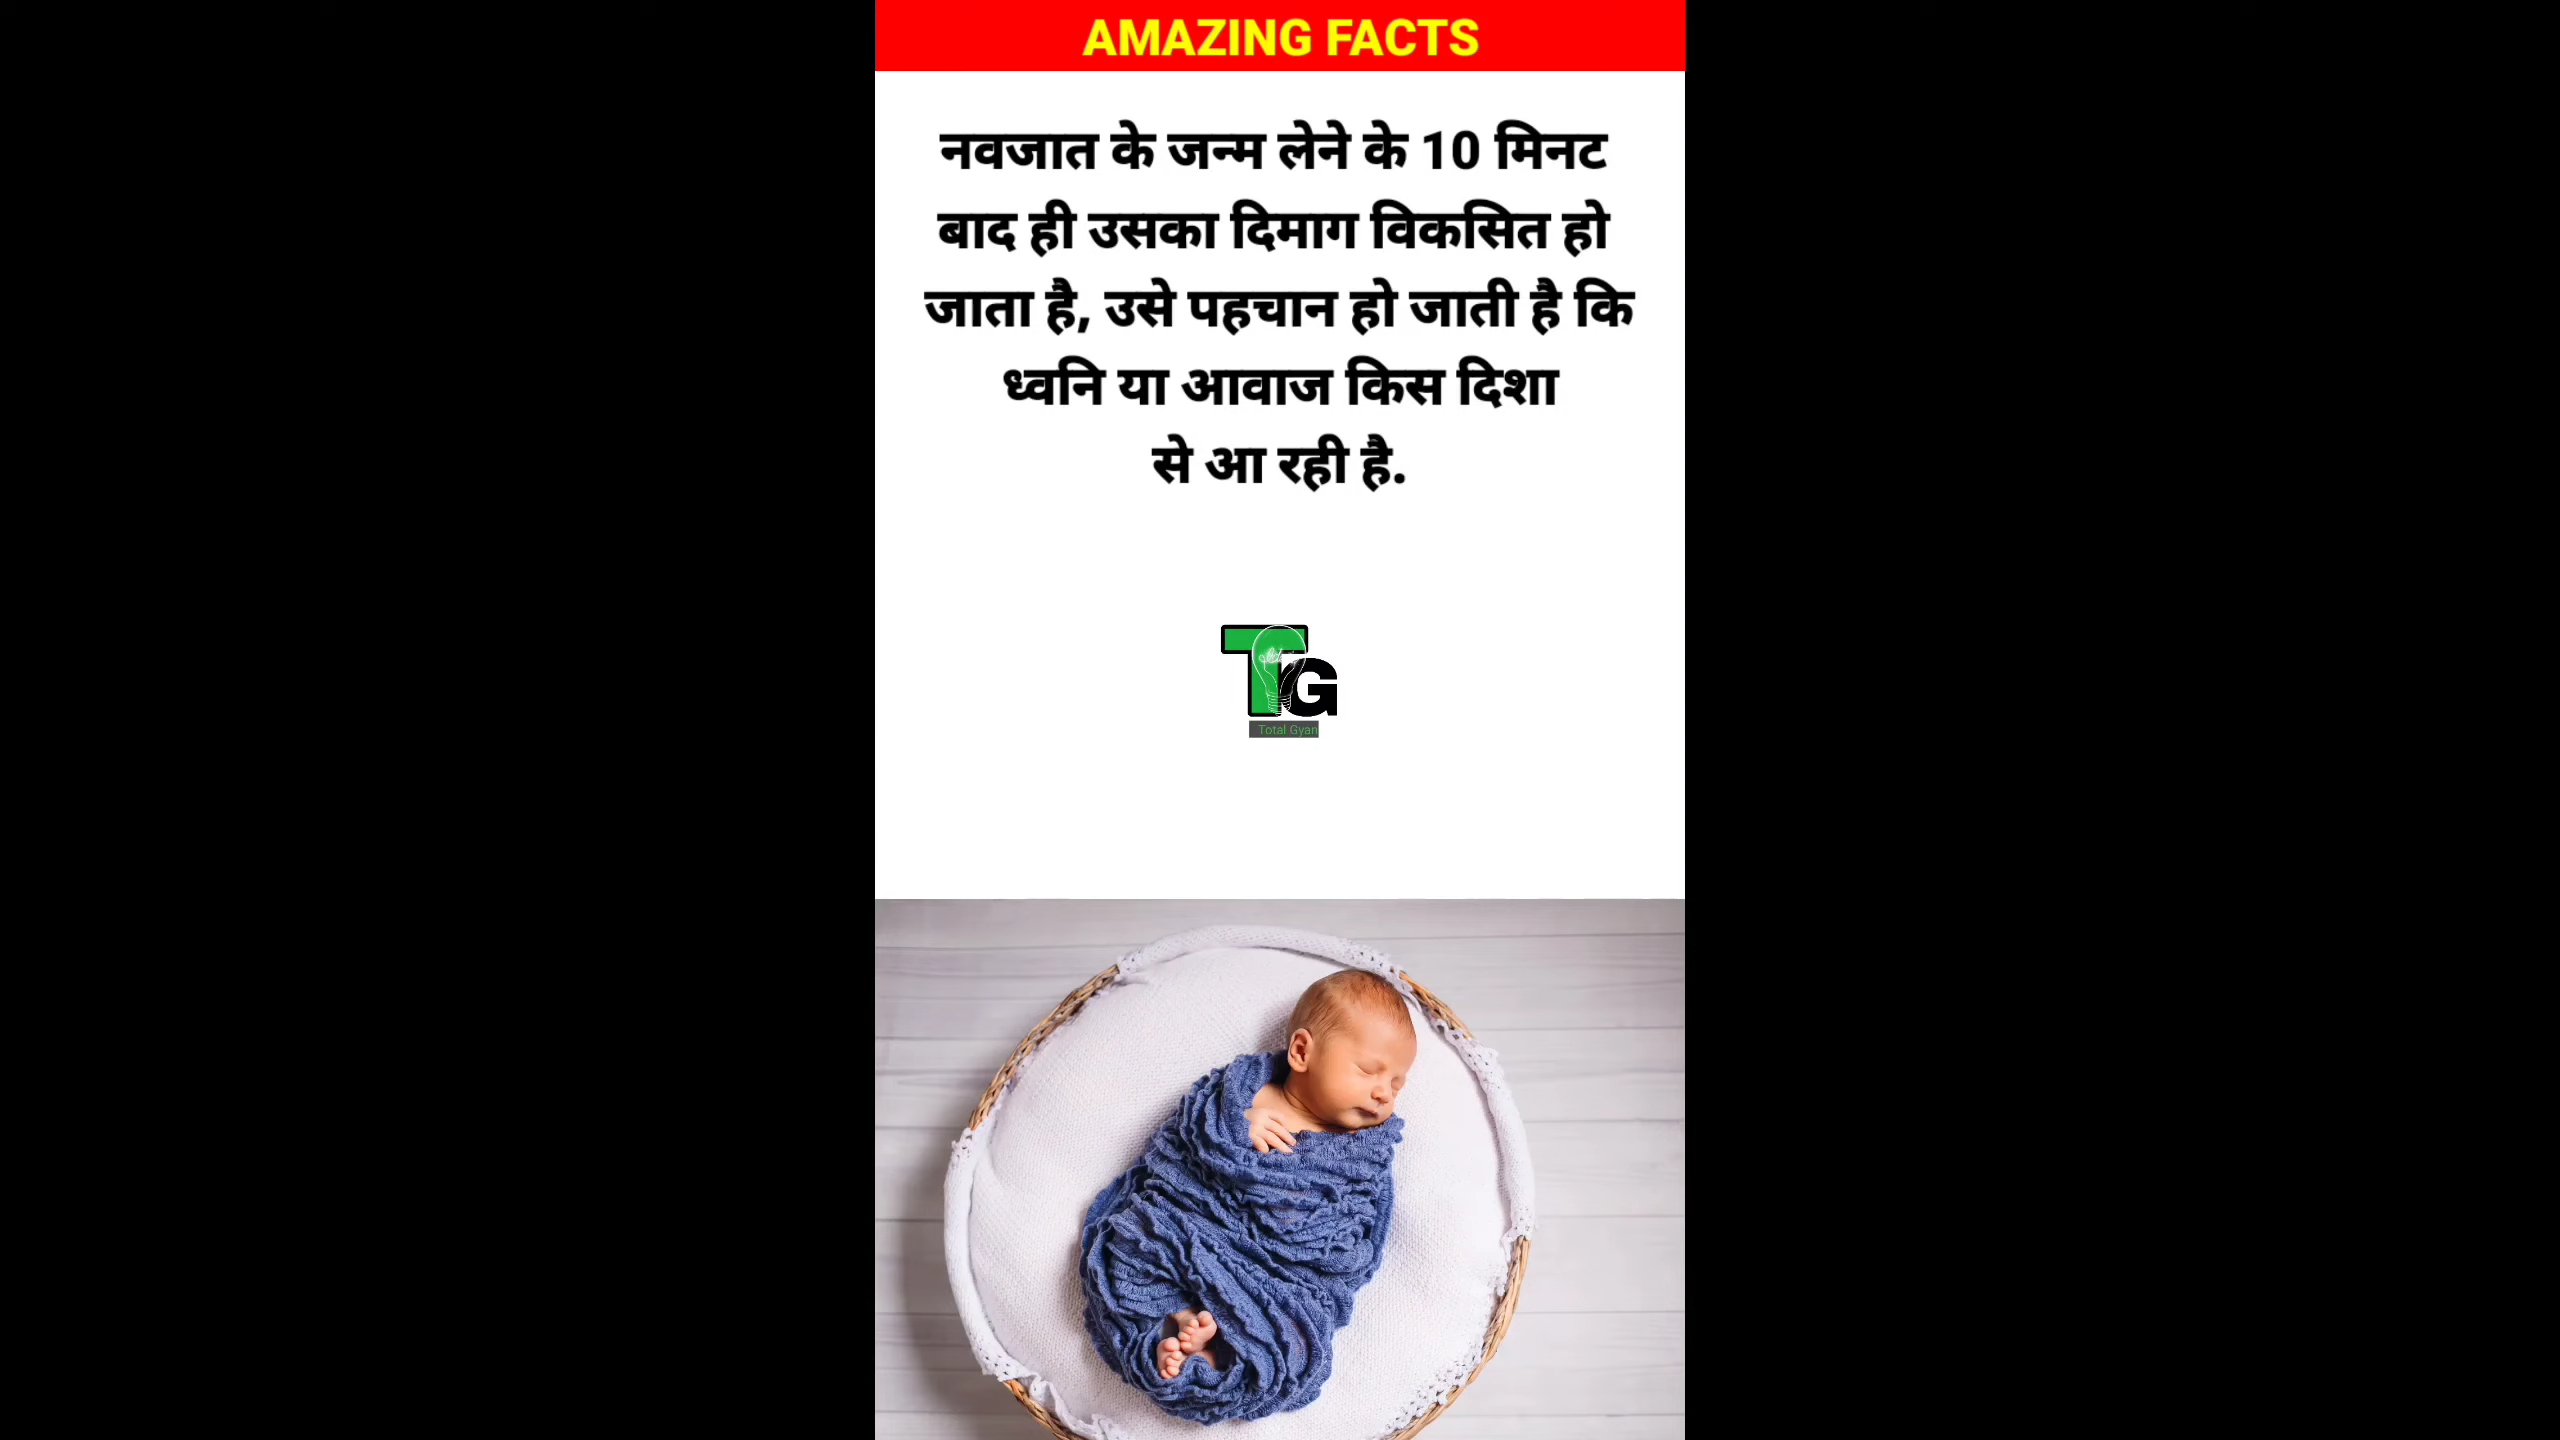 AMAZING FACTS
नवजात के जन्म लेने के 10 मिनट
बाद ही उसका दिमाग विकसित हो
जाता है, उसे पहचान हो जाती है कि
ध्वनि या आवाज किस दिशा
से आ रही है.
TG
Total Gyan